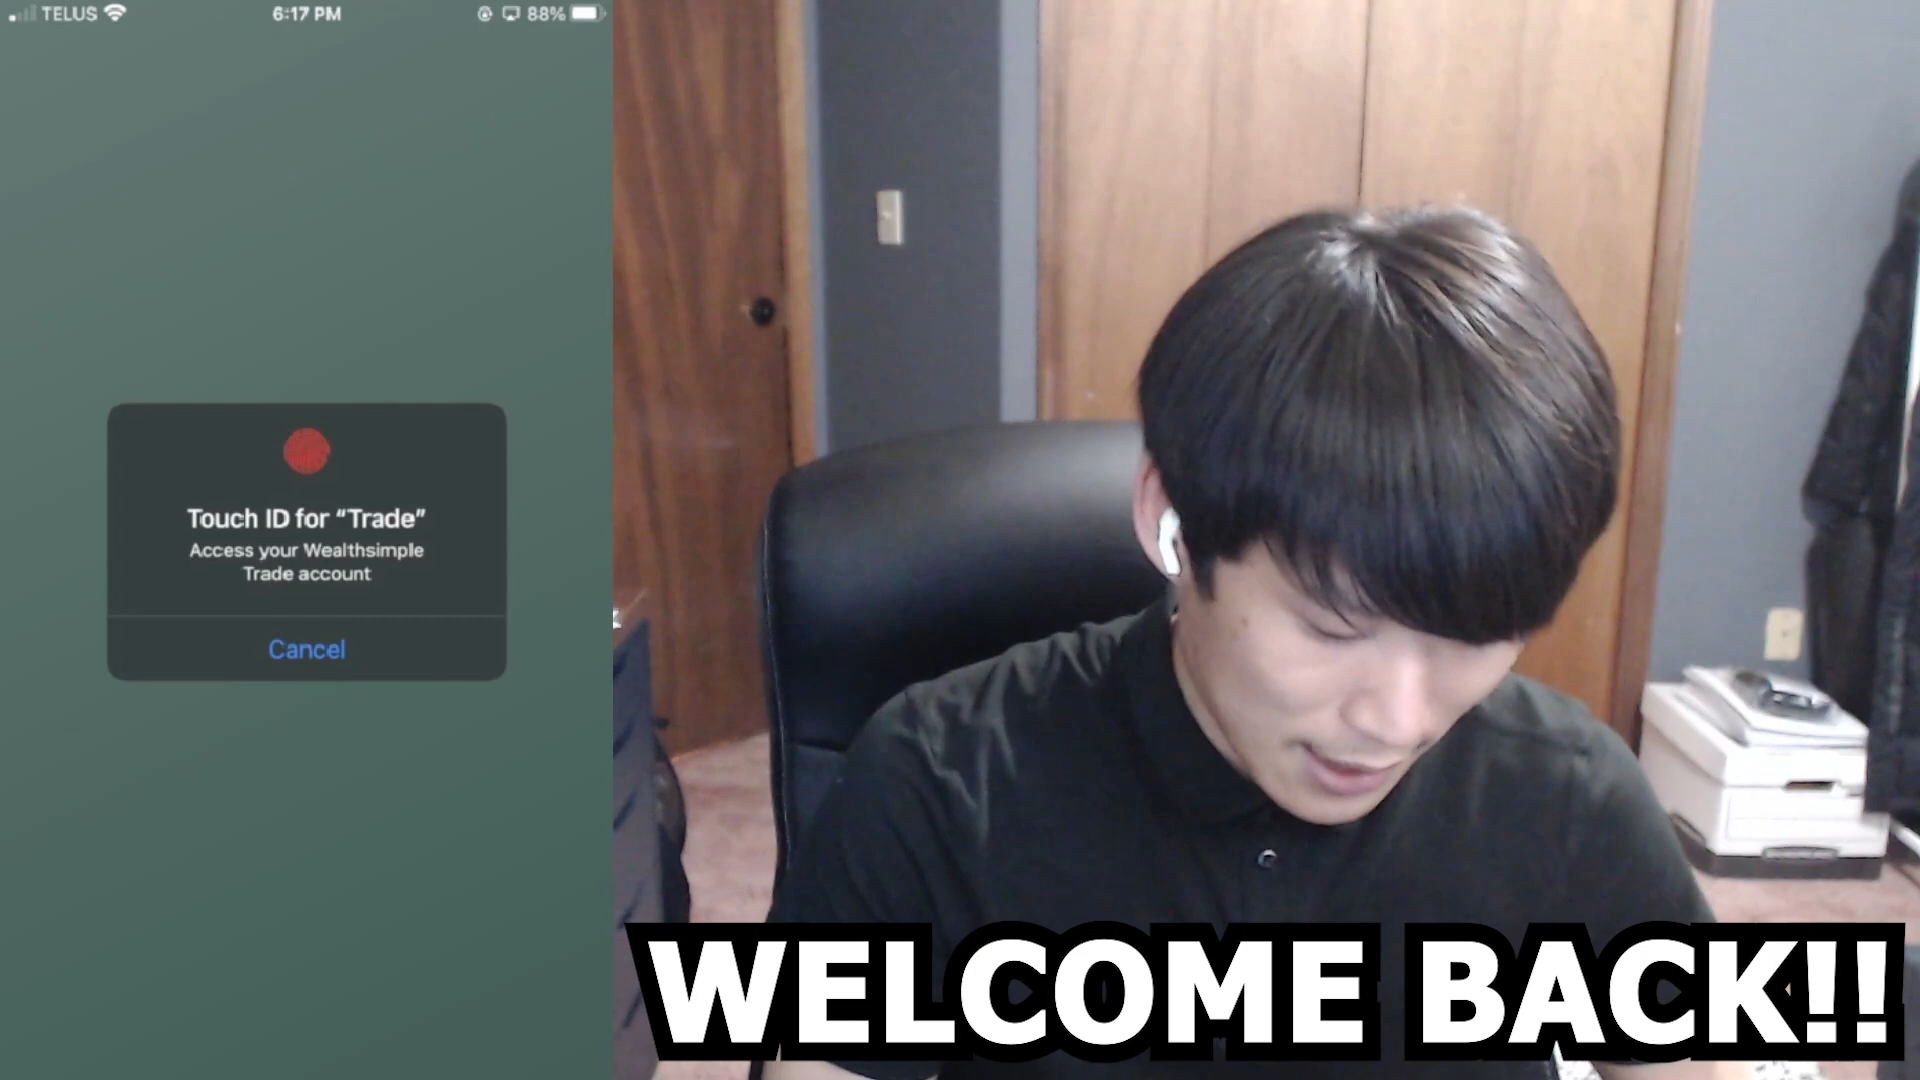 TELUS 6:17 PM 88%
Touch ID for “Trade”
Access your Wealthsimple
Trade account
Cancel
WELCOME BACK!!